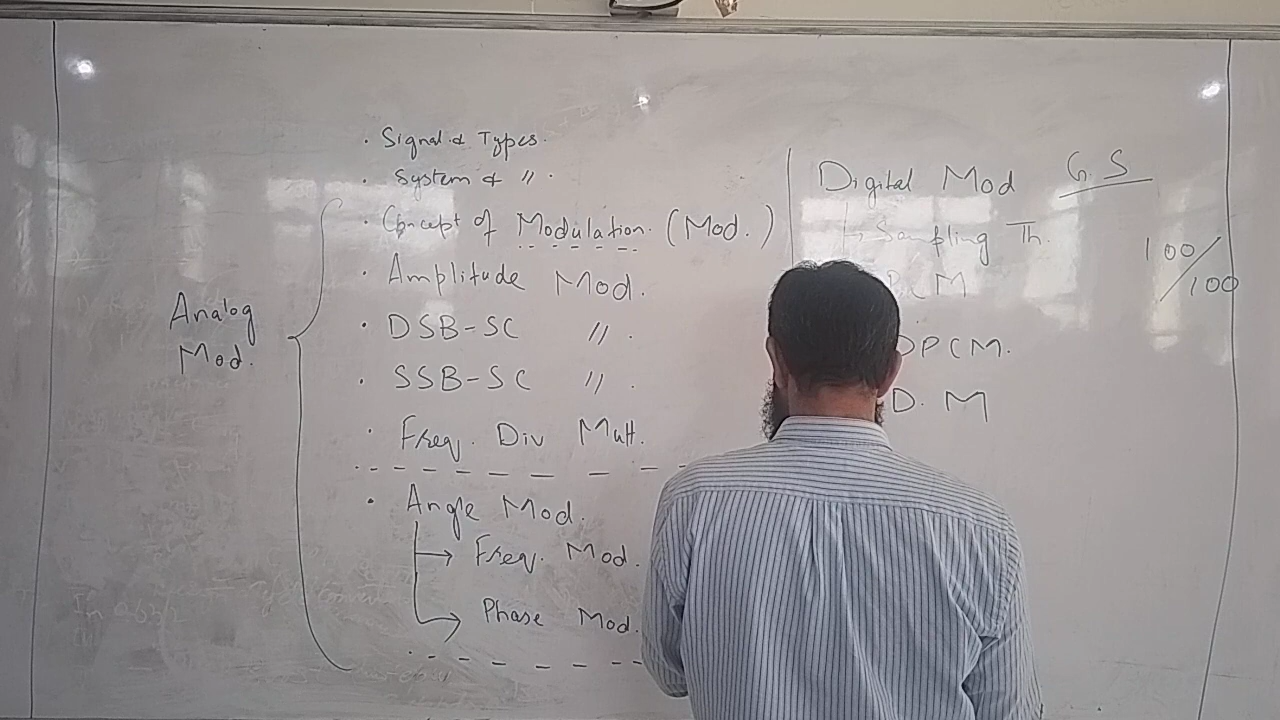 . Signal & Types.
. System & // .
. Concept of Modulation. (Mod.)
. Amplitude Mod.
. DSB-SC // .
. SSB-SC // .
. Freq. Div Mult.
. Angle Mod.
→ Freq. Mod.
→ Phase Mod.
Analog
Mod.
Digital Mod G.S
→ Sampling Th.
M
DPCM.
D. M
100/100